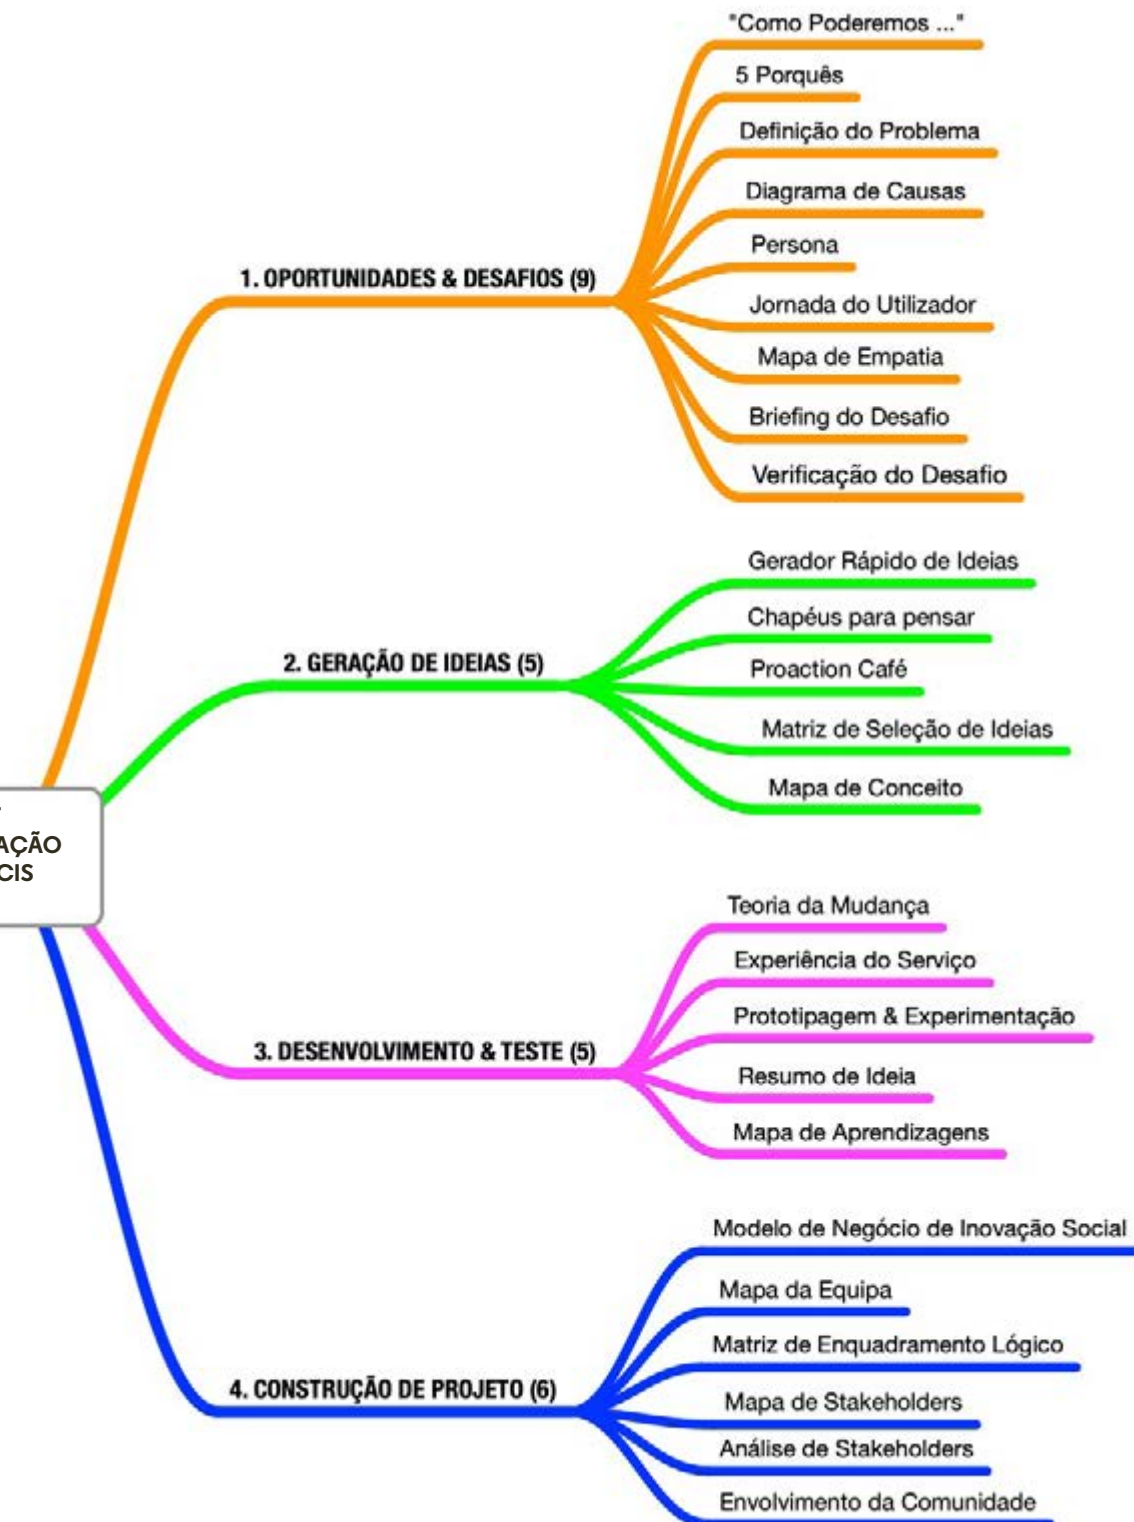 "Como Poderemos ..."
5 Porquês
Definição do Problema
Diagrama de Causas
Persona
1. OPORTUNIDADES & DESAFIOS (9)
Jornada do Utilizador
Mapa de Empatia
Briefing do Desafio
Verificação do Desafio
Gerador Rápido de Ideias
Chapéus para pensar
2. GERAÇÃO DE IDEIAS (5)
Proaction Café
Matriz de Seleção de Ideias
Mapa de Conceito
AÇÃO
CIS
Teoria da Mudança
Experiência do Serviço
Prototipagem & Experimentação
3. DESENVOLVIMENTO & TESTE (5)
Resumo de Ideia
Mapa de Aprendizagens
Modelo de Negócio de Inovação Social
Mapa da Equipa
Matriz de Enquadramento Lógico
4. CONSTRUÇÃO DE PROJETO (6)
Mapa de Stakeholders
Análise de Stakeholders
Envolvimento da Comunidade